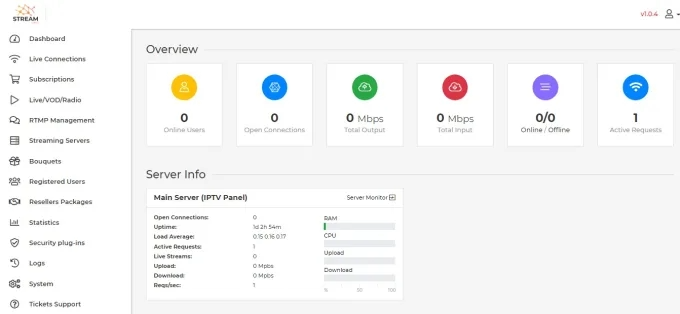 STREAM
v1.0.4
Dashboard
Live Connections
Subscriptions
Live/VOD/Radio
RTMP Management
Streaming Servers
Bouquets
Registered Users
Resellers Packages
Statistics
Security plug-ins
Logs
System
Tickets Support
Overview
0
Online Users
0
Open Connections
0 Mbps
Total Output
0 Mbps
Total Input
0/0
Online / Offline
1
Active Requests
Server Info
Main Server (IPTV Panel)
Server Monitor
Open Connections: 0
Uptime: 1d 2h 54m
Load Average: 0.15 0.16 0.17
Active Requests: 1
Live Streams: 0
Upload: 0 Mpbs
Download: 0 Mpbs
Reqs/sec: 1
RAM
CPU
Upload
Download
% 50 100